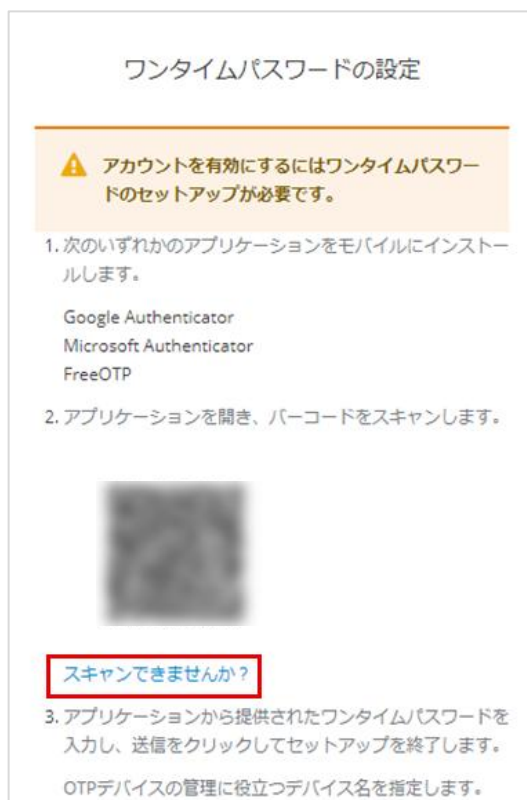 ワンタイムパスワードの設定
アカウントを有効にするにはワンタイムパスワー
ドのセットアップが必要です。
1. 次のいずれかのアプリケーションをモバイルにインストー
ルします。
Google Authenticator
Microsoft Authenticator
FreeOTP
2. アプリケーションを開き、バーコードをスキャンします。
スキャンできませんか？
3. アプリケーションから提供されたワンタイムパスワードを
入力し、送信をクリックしてセットアップを終了します。
OTPデバイスの管理に役立つデバイス名を指定します。